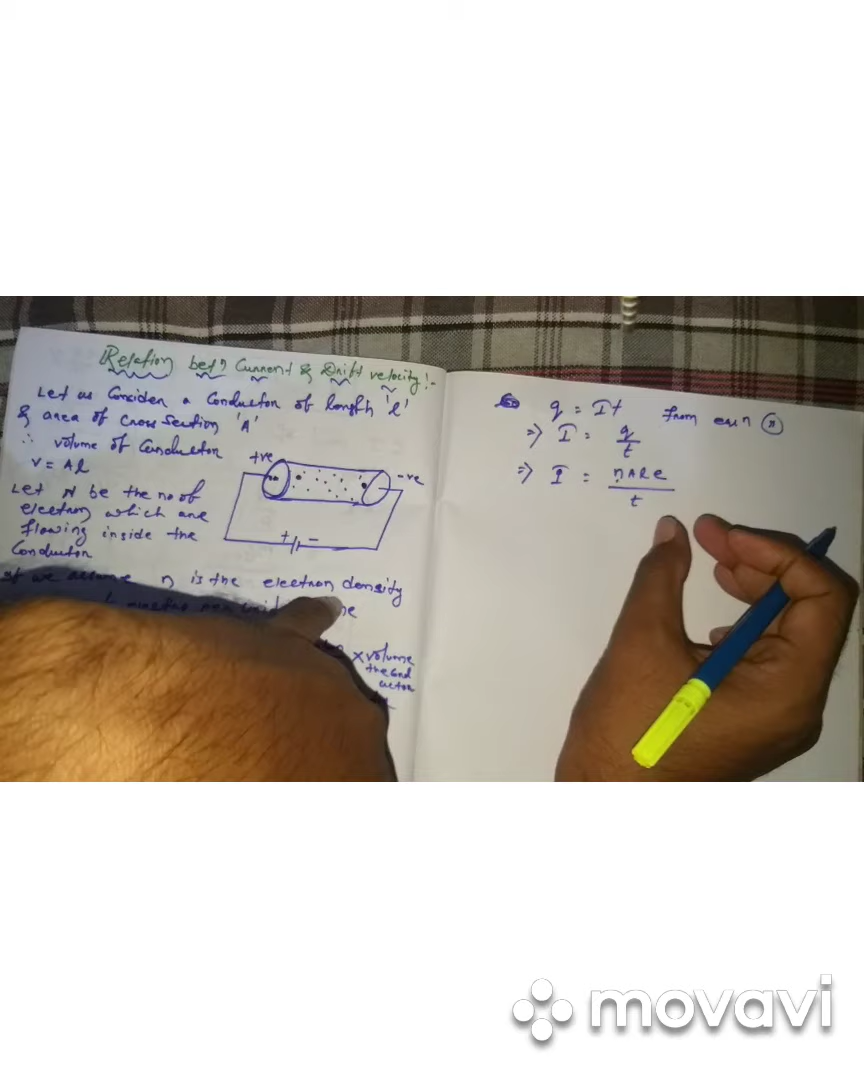 Relation betn Current & Drift velocity :-
Let us Consider a Conductor of length 'l'
& area of Cross Section 'A'
∴ volume of Conductor
V = Al
+ve
-ve
+ -
Let N be the no of
electron which are
flowing inside the
Conductor
If we assume n is the electron density
× volume
q = It from eqn
⇒ I = q/t
⇒ I = nAle/t
movavi